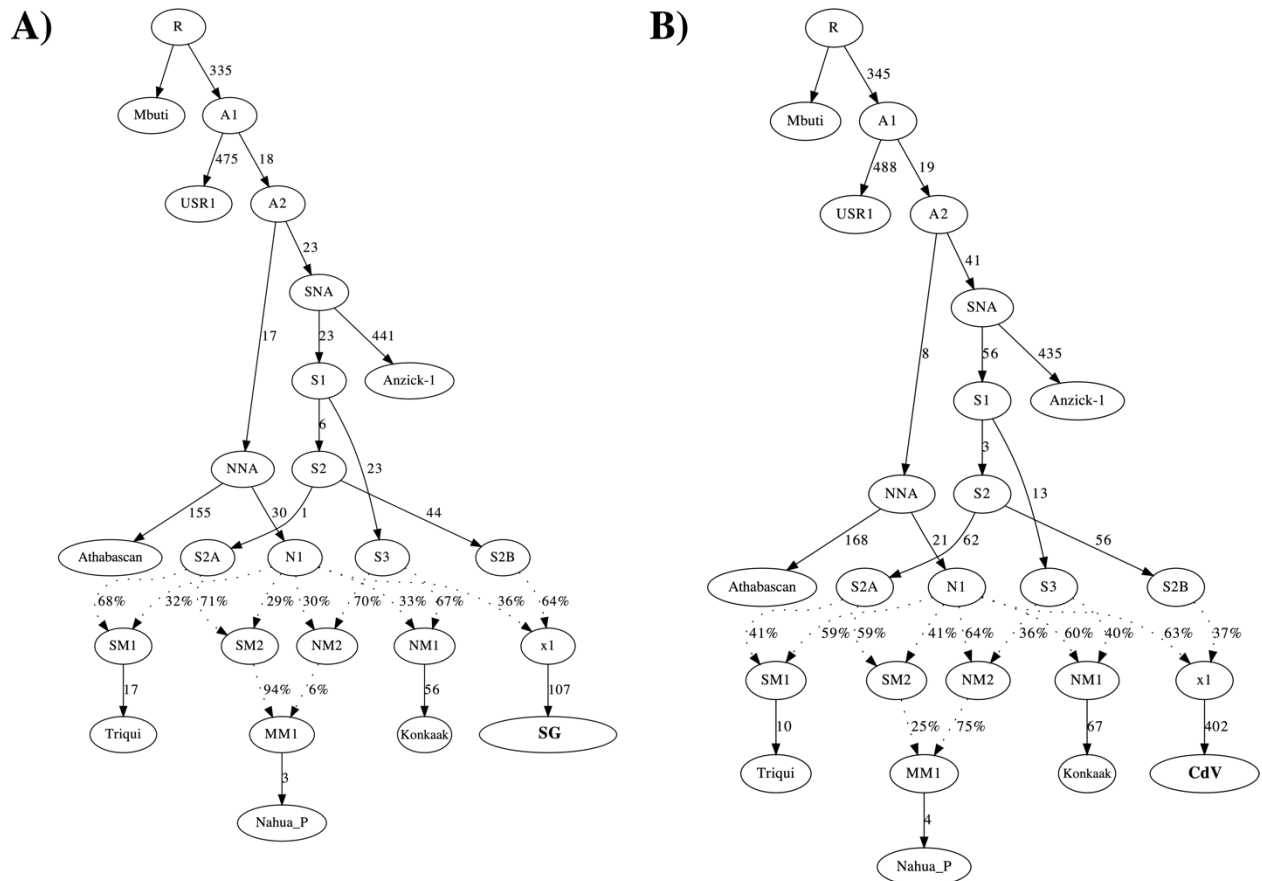 A)
R
335
Mbuti
A1
475
18
USR1
A2
23
SNA
17
23
441
S1
Anzick-1
6
23
NNA
S2
155
30
1
44
Athabascan
S2A
N1
S3
S2B
68%
32%
71%
29%
30%
70%
33%
67%
36%
64%
SM1
SM2
NM2
NM1
x1
17
94%
6%
56
107
Triqui
MM1
Konkaak
SG
3
Nahua_P
B)
R
345
Mbuti
A1
488
19
USR1
A2
41
SNA
8
56
435
S1
Anzick-1
3
13
NNA
S2
168
21
62
56
Athabascan
S2A
N1
S3
S2B
41%
59%
59%
41%
64%
36%
60%
40%
63%
37%
SM1
SM2
NM2
NM1
x1
10
25%
75%
67
402
Triqui
MM1
Konkaak
CdV
4
Nahua_P